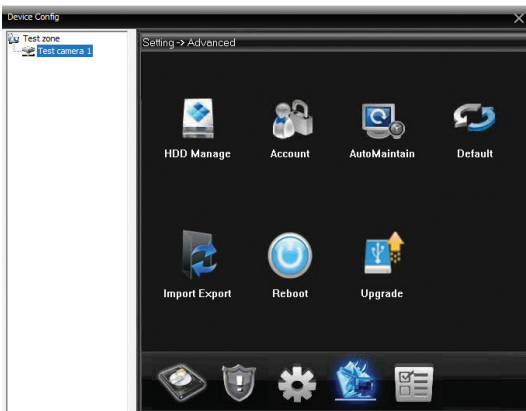 Device Config
Test zone
Test camera 1
Setting -> Advanced
HDD Manage
Account
AutoMaintain
Default
Import Export
Reboot
Upgrade